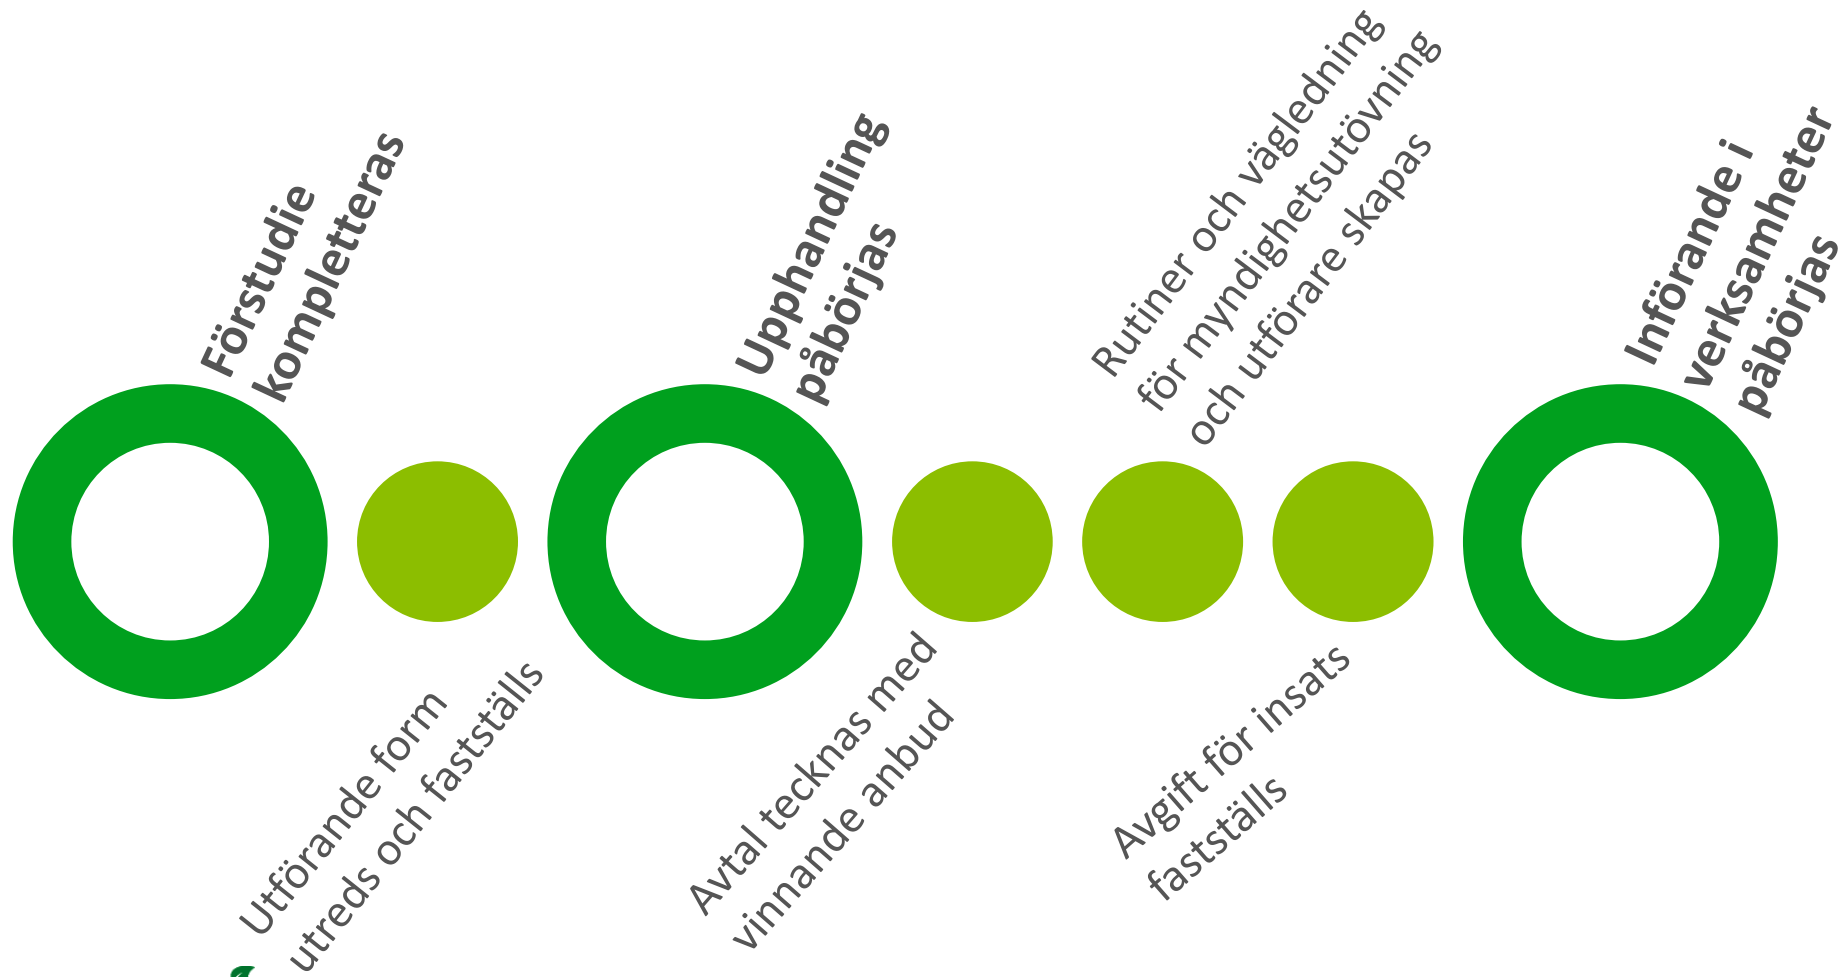 Förstudie
kompletteras
Utförande form
utreds och fastställs
Upphandling
påbörjas
Avtal tecknas med
vinnande anbud
Rutiner och vägledning
för myndighetsutövning
och utförare skapas
Avgift för insats
fastställs
Införande i
verksamheter
påbörjas